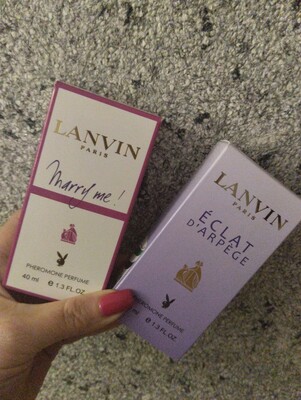 LANVIN
PARIS
Marry me!
PHEROMONE PERFUME
40 ml e 1.3 FL OZ
LANVIN
PARIS
ÉCLAT
D'ARPÈGE
PHEROMONE PERFUME
ml e 1.3 FL OZ